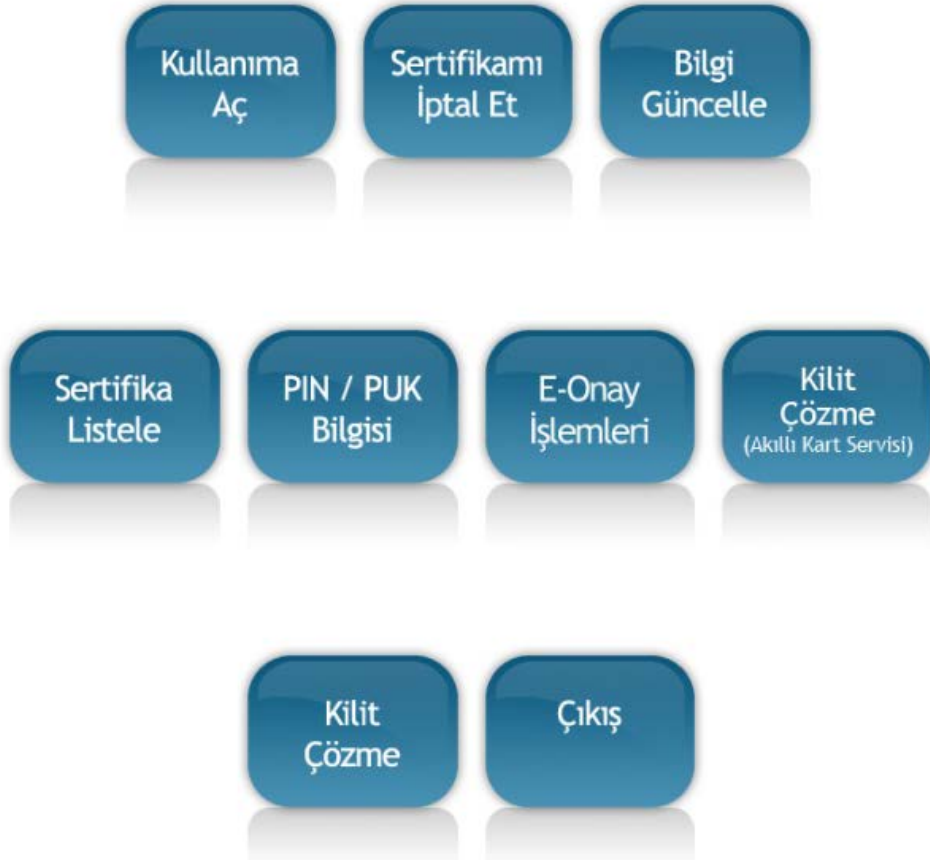 Kullanıma
Aç
Sertifikamı
İptal Et
Bilgi
Güncelle
Sertifika
Listele
PIN / PUK
Bilgisi
E-Onay
İşlemleri
Kilit
Çözme
(Akıllı Kart Servisi)
Kilit
Çözme
Çıkış